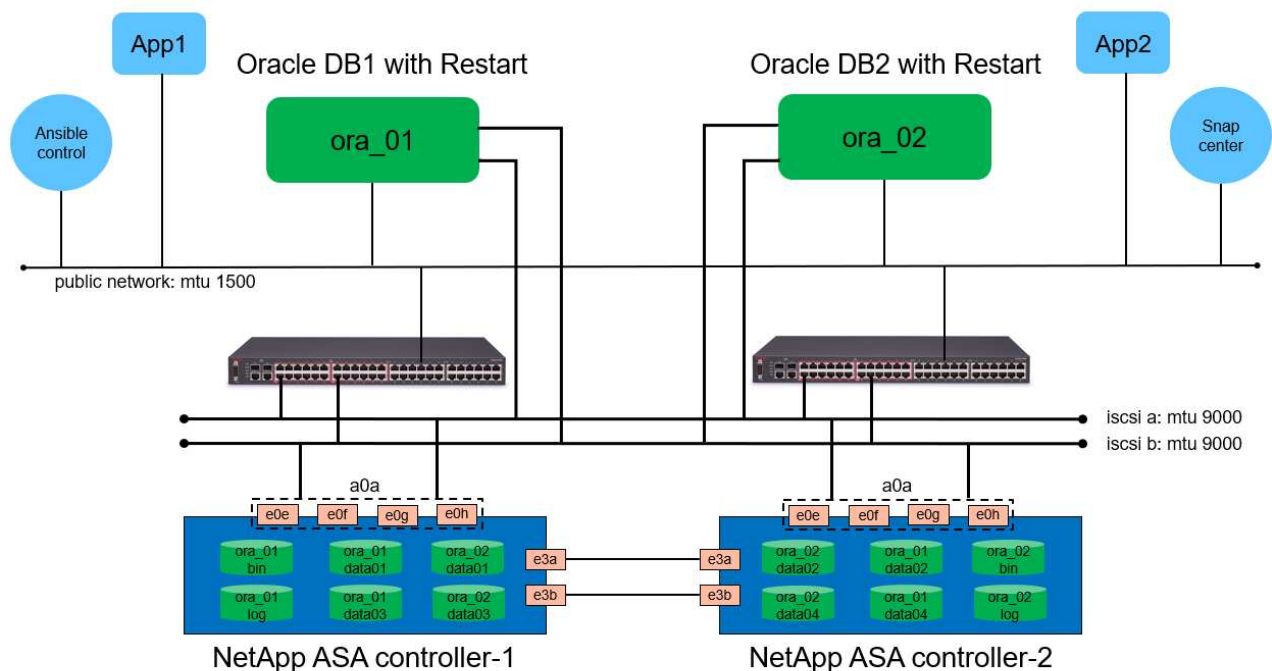 App1
App2
Oracle DB1 with Restart
Oracle DB2 with Restart
Ansible
control
ora_01
ora_02
Snap
center
public network: mtu 1500
iscsi a: mtu 9000
iscsi b: mtu 9000
a0a
a0a
e0e
e0f
e0g
e0h
e0e
e0f
e0g
e0h
ora_01
bin
ora_01
data01
ora_02
data01
ora_01
log
ora_01
data03
ora_02
data03
e3a
e3b
e3a
e3b
ora_02
data02
ora_01
data02
ora_02
bin
ora_02
data04
ora_01
data04
ora_02
log
NetApp ASA controller-1
NetApp ASA controller-2